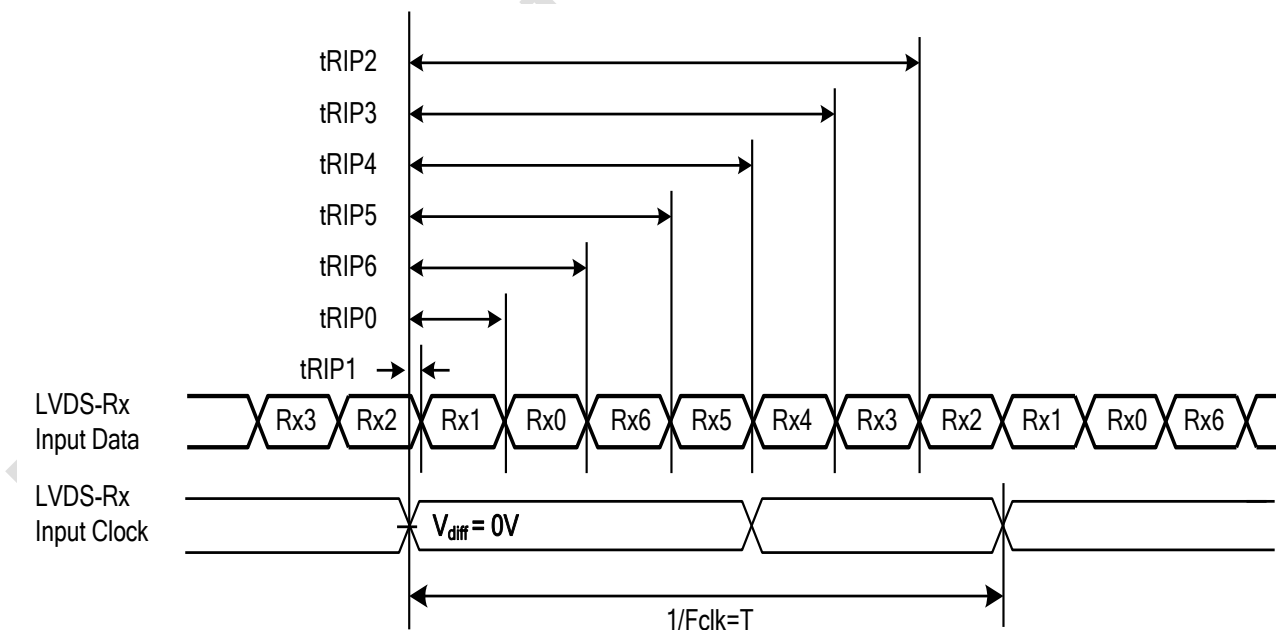 tRIP2
tRIP3
tRIP4
tRIP5
tRIP6
tRIP0
tRIP1
LVDS-Rx
Input Data
Rx3 Rx2 Rx1 Rx0 Rx6 Rx5 Rx4 Rx3 Rx2 Rx1 Rx0 Rx6
LVDS-Rx
Input Clock
Vdiff = 0V
1/Fclk=T